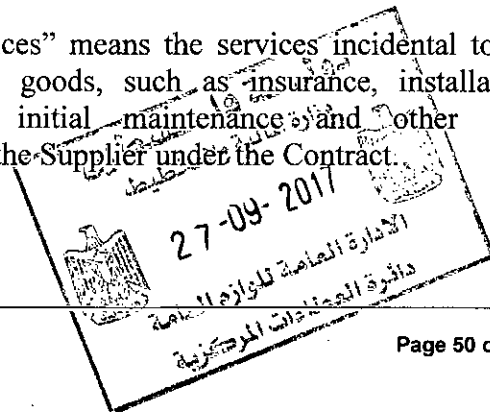 ces” means the services incidental to
goods, such as insurance, installa
initial maintenance and other
the Supplier under the Contract.
27-09-2017
الادارة العامة للوازم العامة
دائرة العطاءات المركزية
Page 50 o